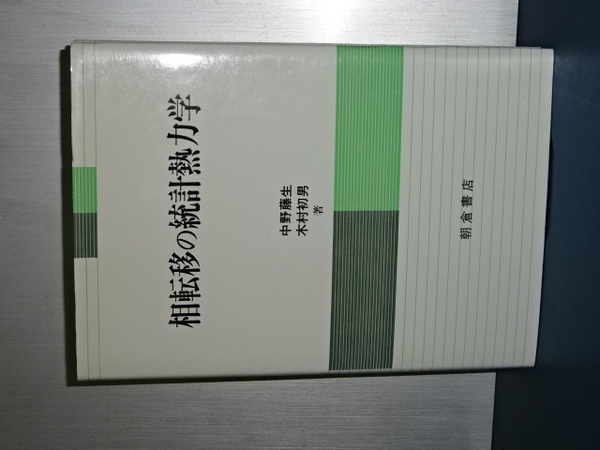 相転移の統計熱力学
中野藤生
木村初男
著
朝倉書店